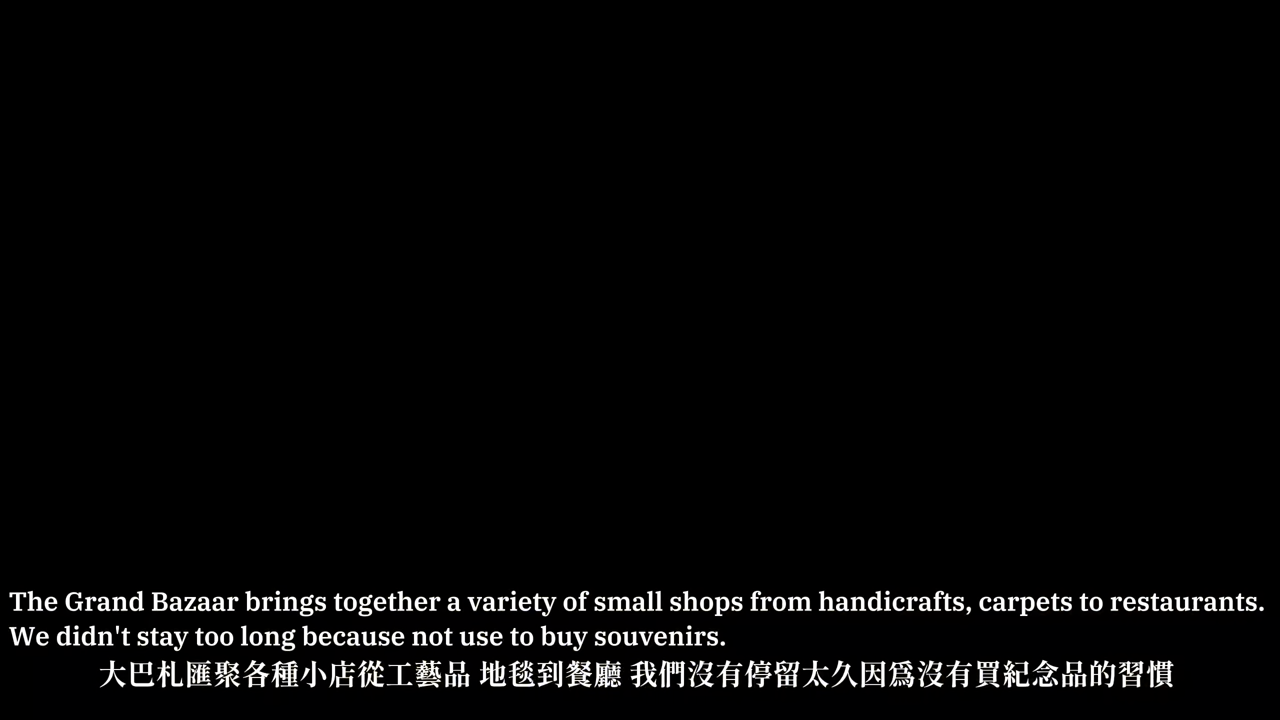 The Grand Bazaar brings together a variety of small shops from handicrafts, carpets to restaurants.
We didn't stay too long because not use to buy souvenirs.
大巴札匯聚各種小店從工藝品 地毯到餐廳 我們沒有停留太久因爲沒有買紀念品的習慣